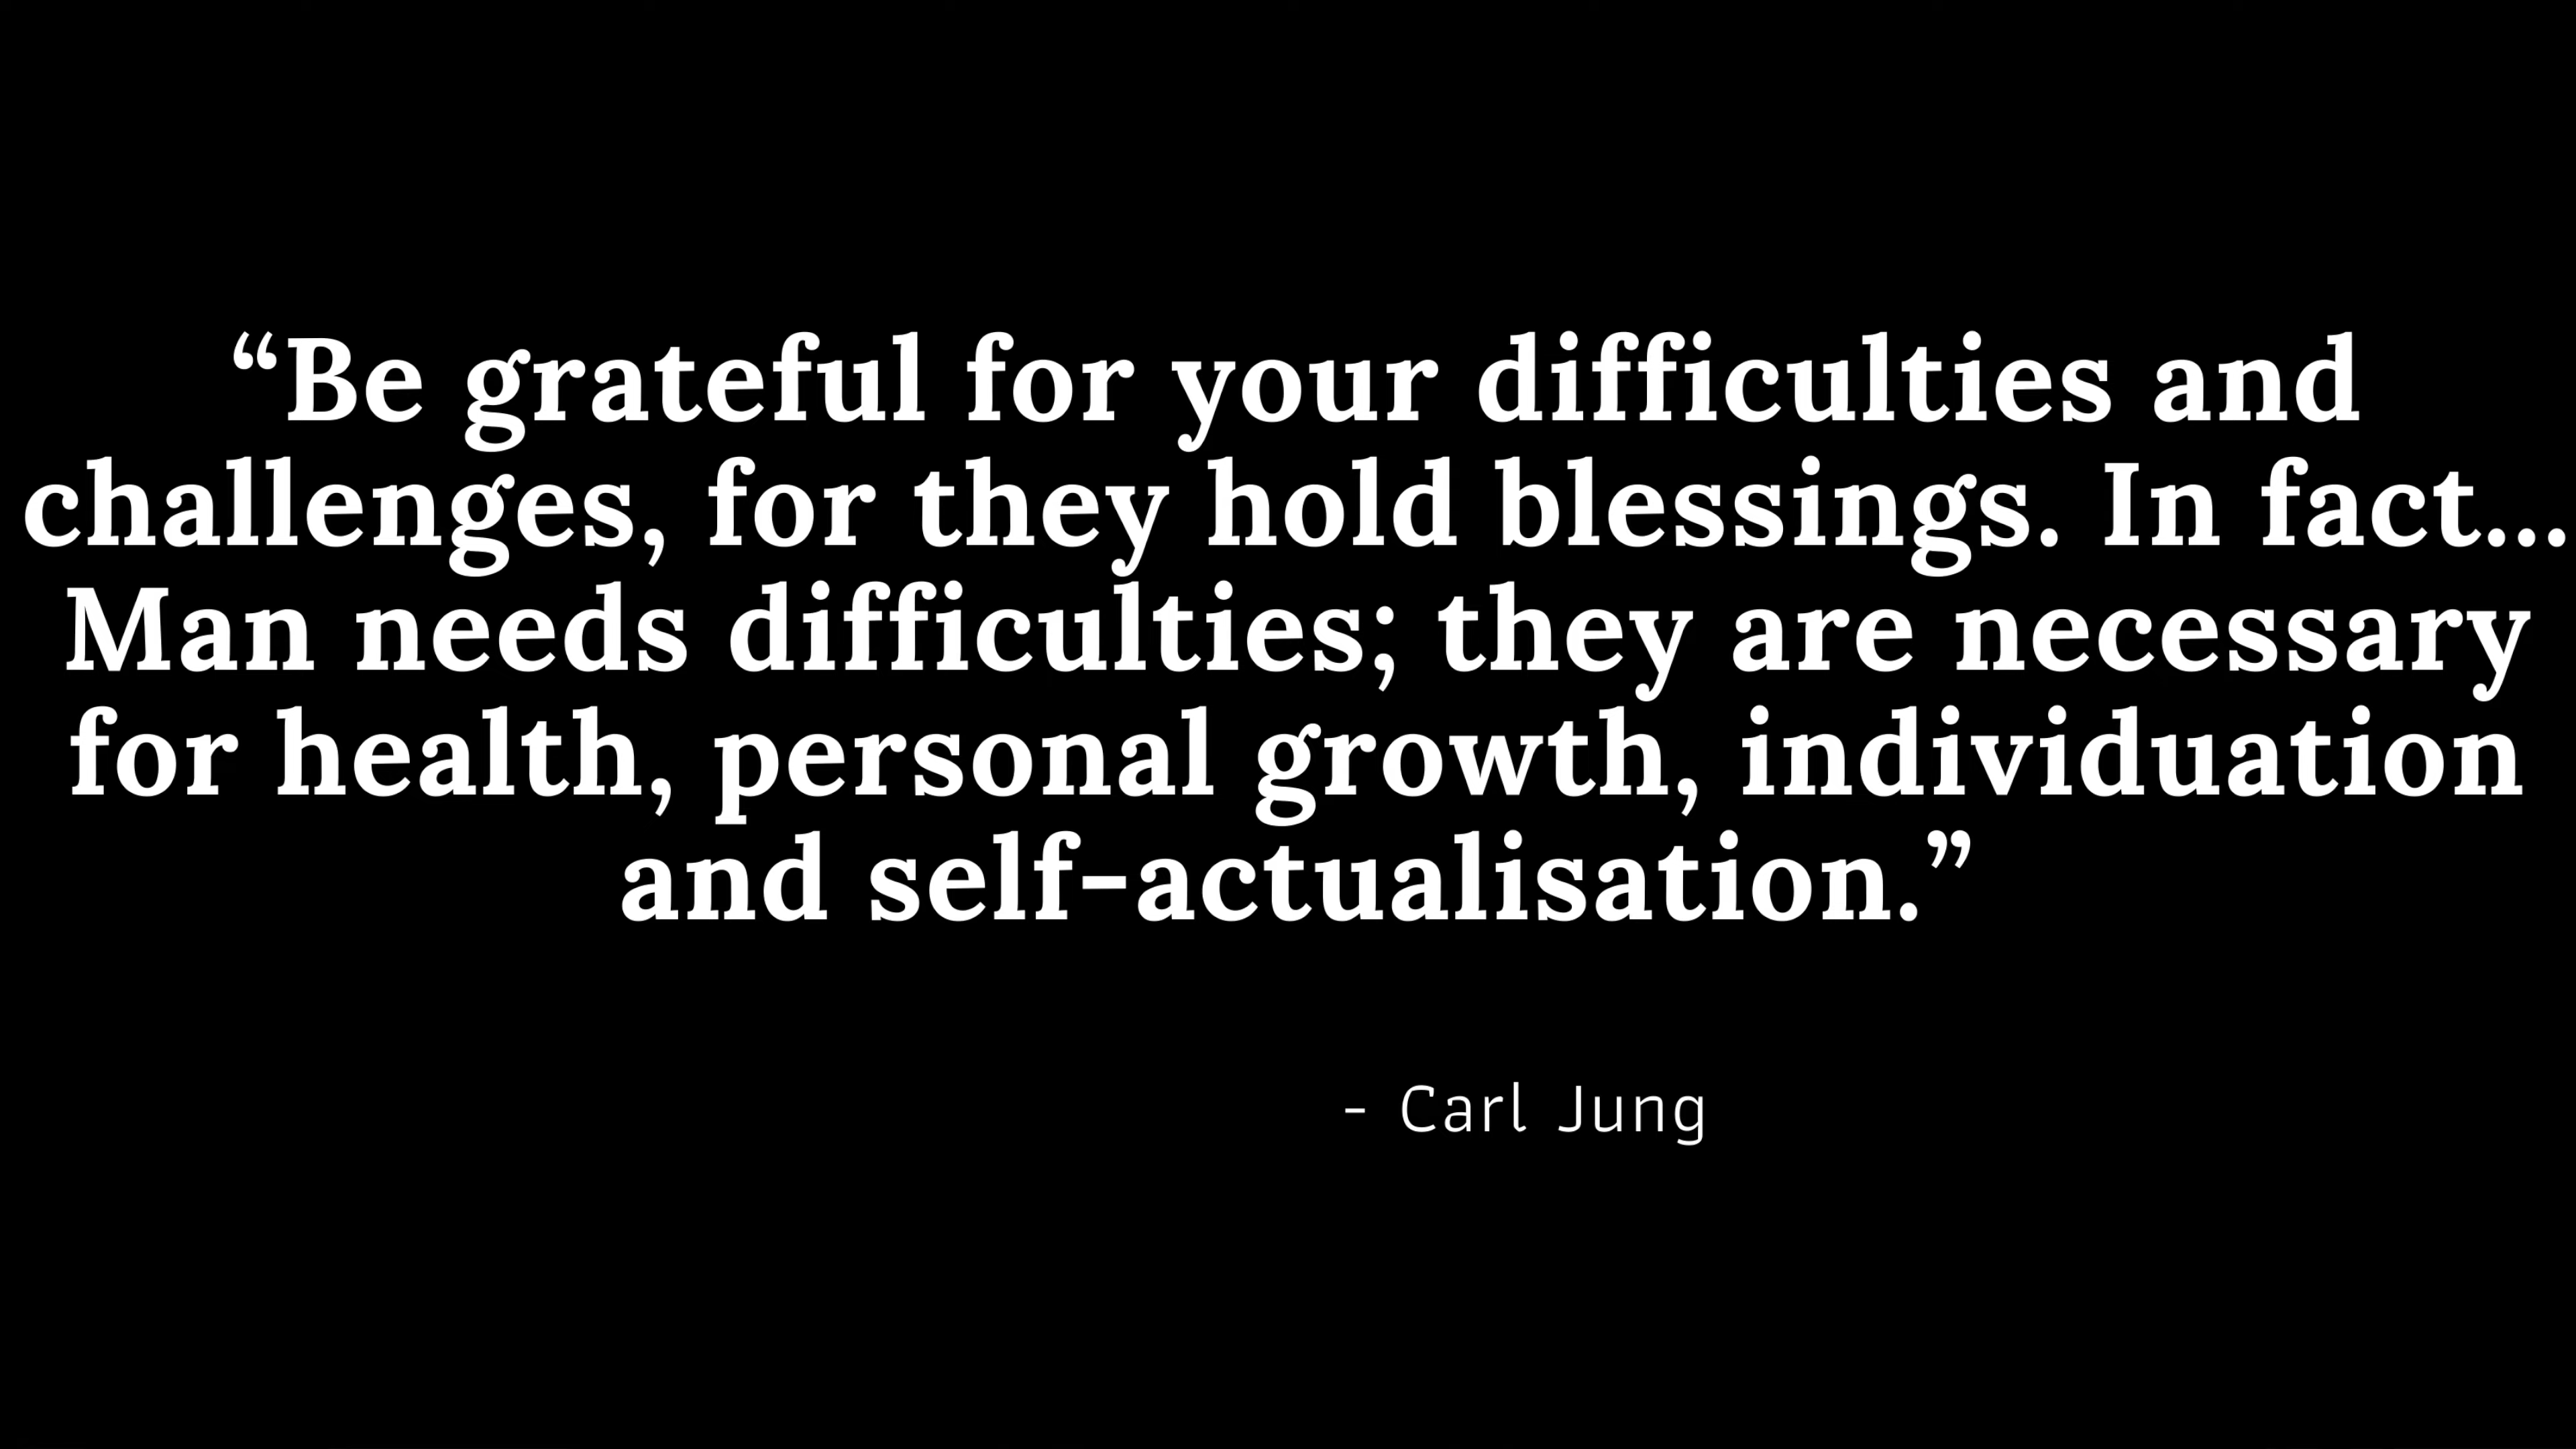 “Be grateful for your difficulties and
challenges, for they hold blessings. In fact...
Man needs difficulties; they are necessary
for health, personal growth, individuation
and self-actualisation.”
- Carl Jung